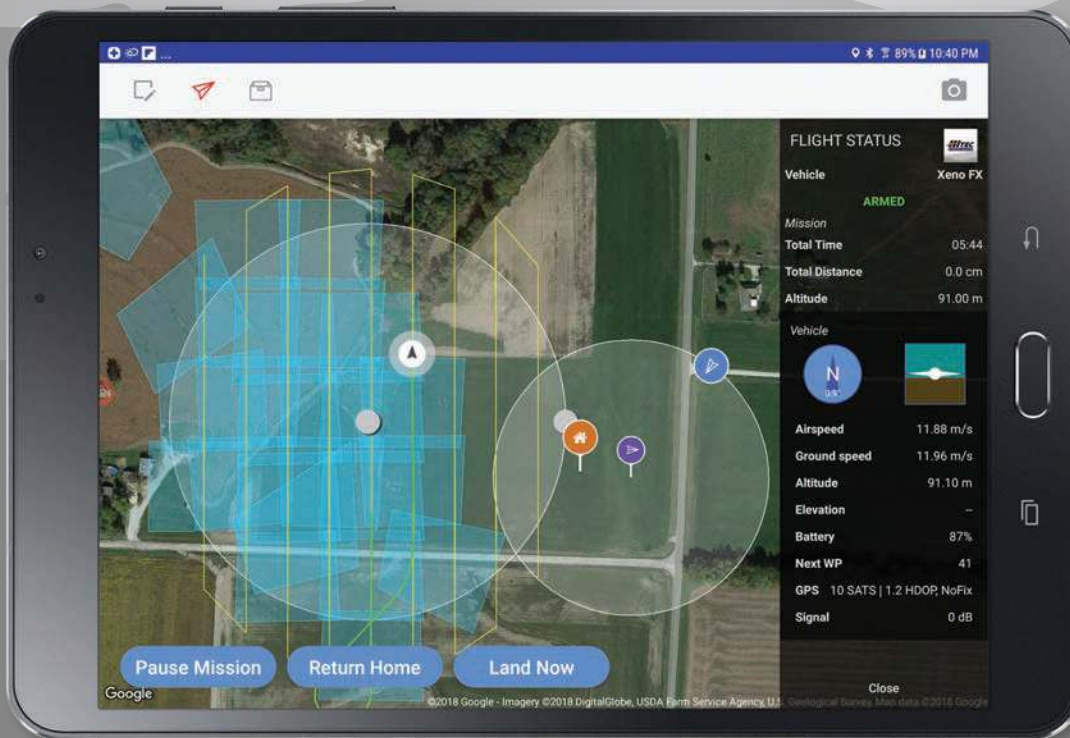 ... 89% 10:40 PM
FLIGHT STATUS
HiTEC
Vehicle Xeno FX
ARMED
Mission
Total Time 05:44
Total Distance 0.0 cm
Altitude 91.00 m
Vehicle
N
Airspeed 11.88 m/s
Ground speed 11.96 m/s
Altitude 91.10 m
Elevation --
Battery 87%
Next WP 41
GPS 10 SATS | 1.2 HDOP, NoFix
Signal 0 dB
Pause Mission Return Home Land Now
Close
Google
©2018 Google - Imagery ©2018 DigitalGlobe, USDA Farm Service Agency, U.S. Geological Survey, Map data ©2018 Google